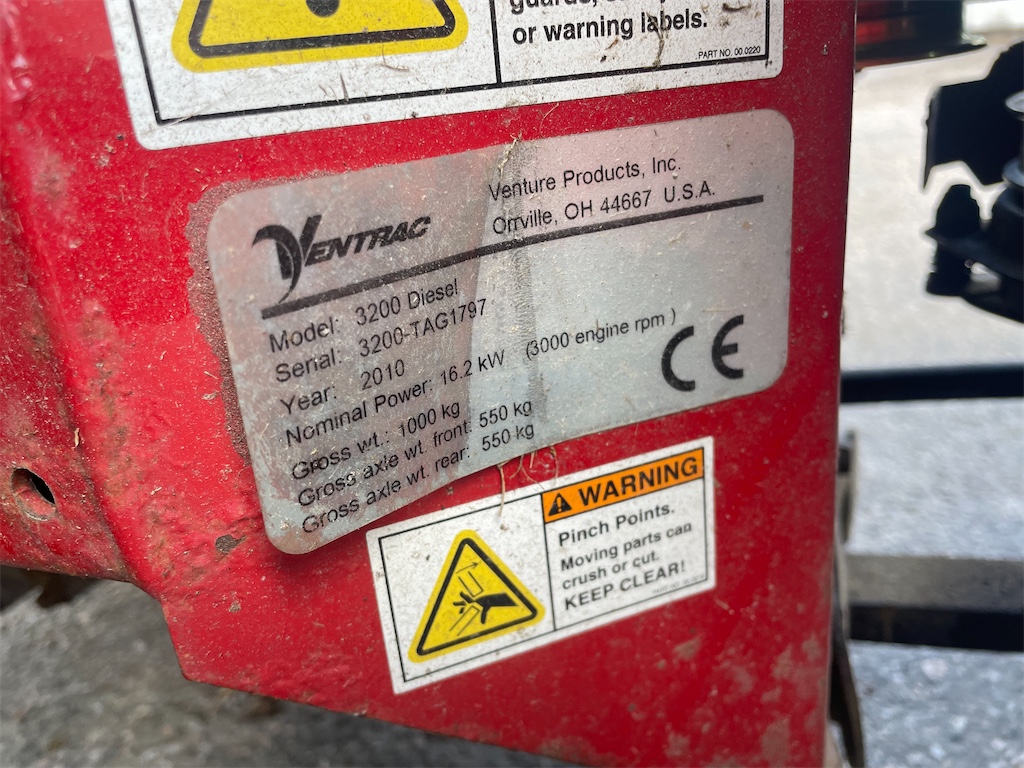 or warning labels.
PART NO. 00.0220
VENTRAC
Venture Products, Inc.
Orrville, OH 44667 U.S.A.
Model: 3200 Diesel
Serial: 3200-TAG1797
Year: 2010
Nominal Power: 16.2 kW (3000 engine rpm )
Gross wt.: 1000 kg
Gross axle wt. front: 550 kg
Gross axle wt. rear: 550 kg
CE
WARNING
Pinch Points.
Moving parts can
crush or cut.
KEEP CLEAR!